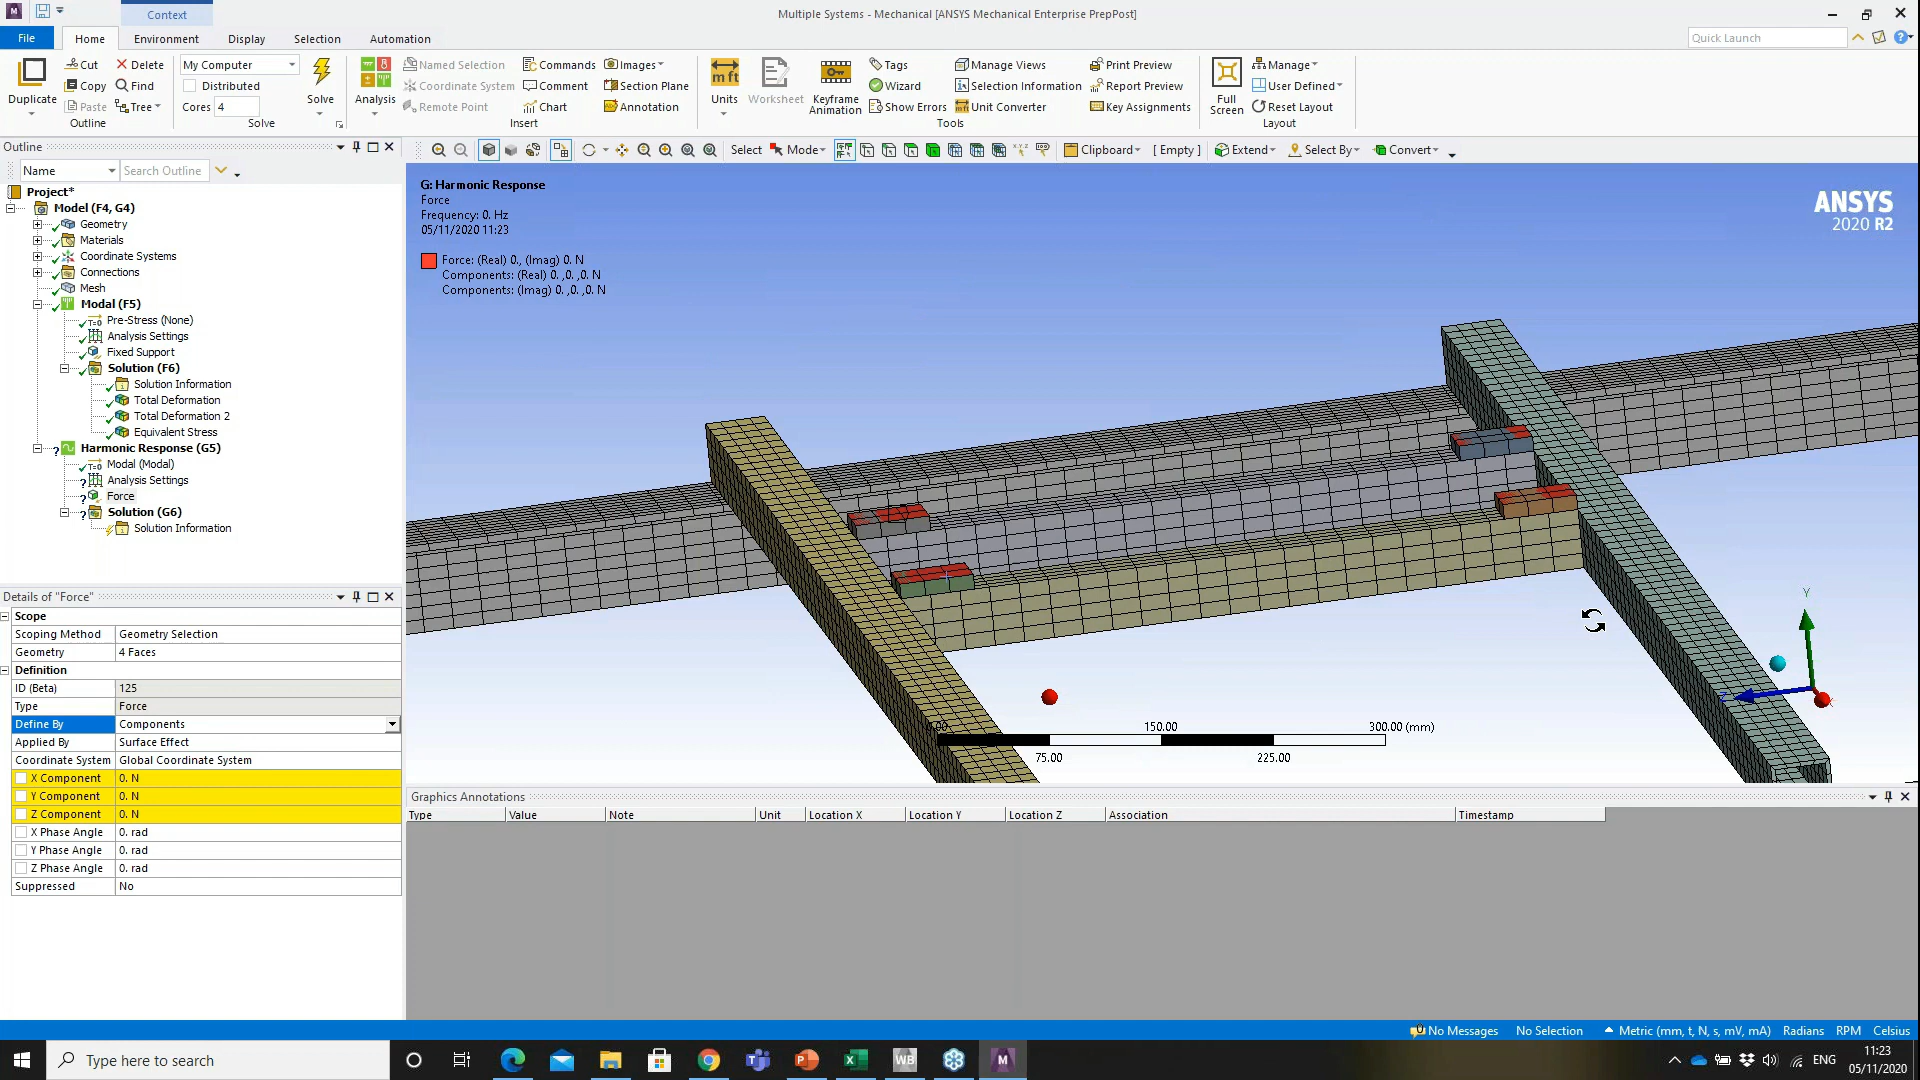 Context
Multiple Systems - Mechanical [ANSYS Mechanical Enterprise PrepPost]
File
Home
Environment
Display
Selection
Automation
Quick Launch
Duplicate
Cut
Delete
Copy
Find
Paste
Tree
Outline
My Computer
Distributed
Cores 4
Solve
Solve
Analysis
Named Selection
Coordinate System
Remote Point
Commands
Comment
Chart
Images
Section Plane
Annotation
Insert
Units
Worksheet
Keyframe
Animation
Tags
Wizard
Show Errors
Manage Views
Selection Information
Unit Converter
Print Preview
Report Preview
Key Assignments
Tools
Full
Screen
Manage
User Defined
Reset Layout
Layout
Outline
Name
Search Outline
Select
Mode
Clipboard
[ Empty ]
Extend
Select By
Convert
Project*
Model (F4, G4)
Geometry
Materials
Coordinate Systems
Connections
Mesh
Modal (F5)
Pre-Stress (None)
Analysis Settings
Fixed Support
Solution (F6)
Solution Information
Total Deformation
Total Deformation 2
Equivalent Stress
Harmonic Response (G5)
Modal (Modal)
Analysis Settings
Force
Solution (G6)
Solution Information
G: Harmonic Response
Force
Frequency: 0. Hz
05/11/2020 11:23
Force: (Real) 0., (Imag) 0. N
Components: (Real) 0. ,0. ,0. N
Components: (Imag) 0. ,0. ,0. N
ANSYS
2020 R2
Y
Z
X
0.00
150.00
300.00 (mm)
75.00
225.00
Details of "Force"
Scope
Scoping Method Geometry Selection
Geometry 4 Faces
Definition
ID (Beta) 125
Type Force
Define By Components
Applied By Surface Effect
Coordinate System Global Coordinate System
X Component 0. N
Y Component 0. N
Z Component 0. N
X Phase Angle 0. rad
Y Phase Angle 0. rad
Z Phase Angle 0. rad
Suppressed No
Graphics Annotations
Type Value Note Unit Location X Location Y Location Z Association Timestamp
No Messages No Selection Metric (mm, t, N, s, mV, mA) Radians RPM Celsius
Type here to search
WB
M
ENG
11:23
05/11/2020